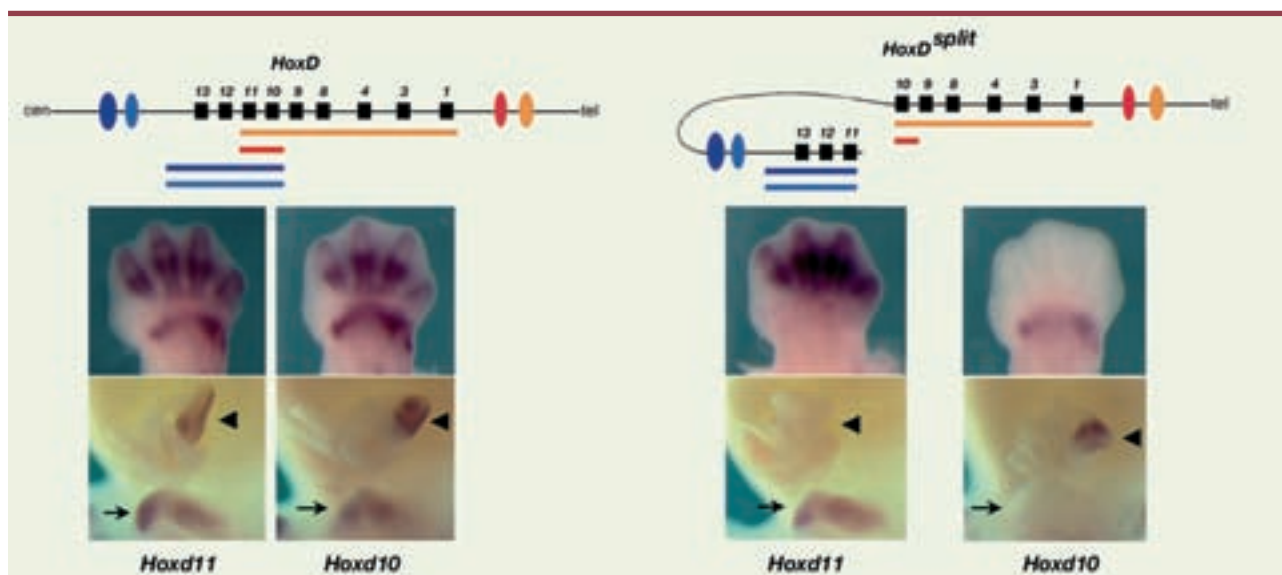 HoxD
13 12 11 10 9 8 4 3 1
cen tel
HoxD split
10 9 8 4 3 1
tel
13 12 11
Hoxd11 Hoxd10 Hoxd11 Hoxd10